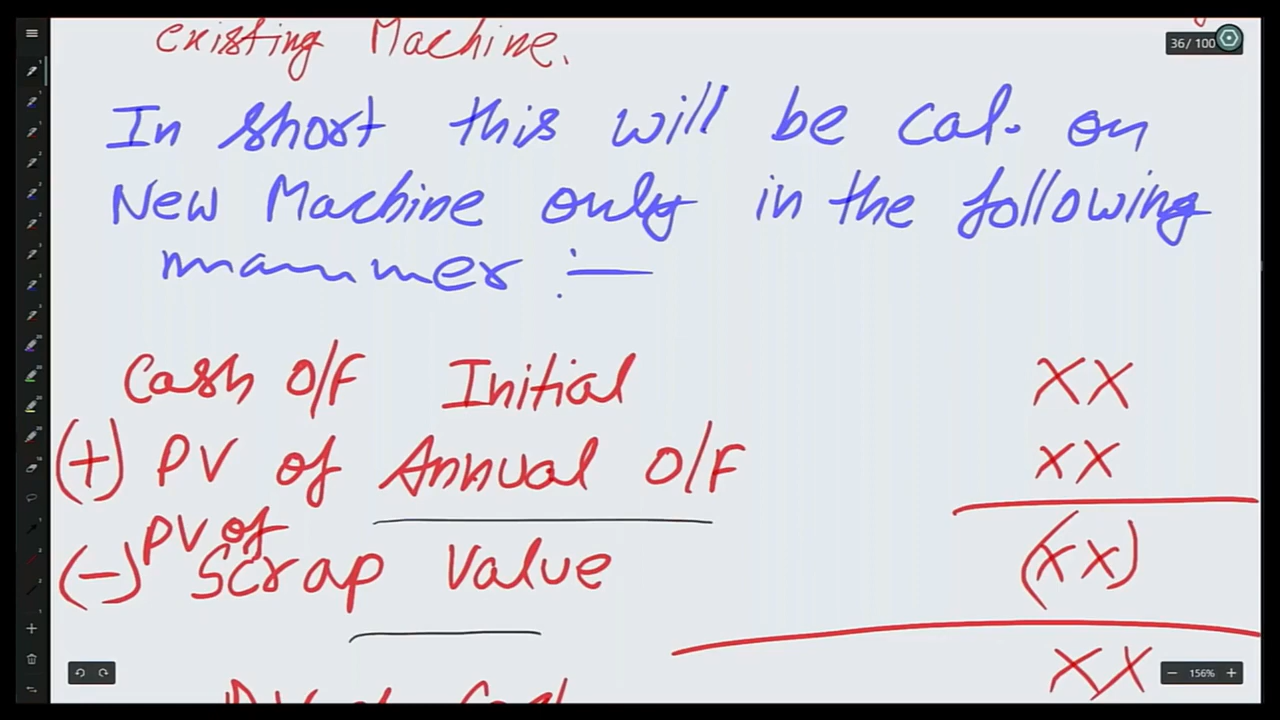 existing Machine.
36/100
In short this will be cal. on
New Machine only in the following
manner :—
Cash O/F Initial XX
(+) PV of Annual O/F XX
PV of
(-) Scrap Value (XX)
XX
156%